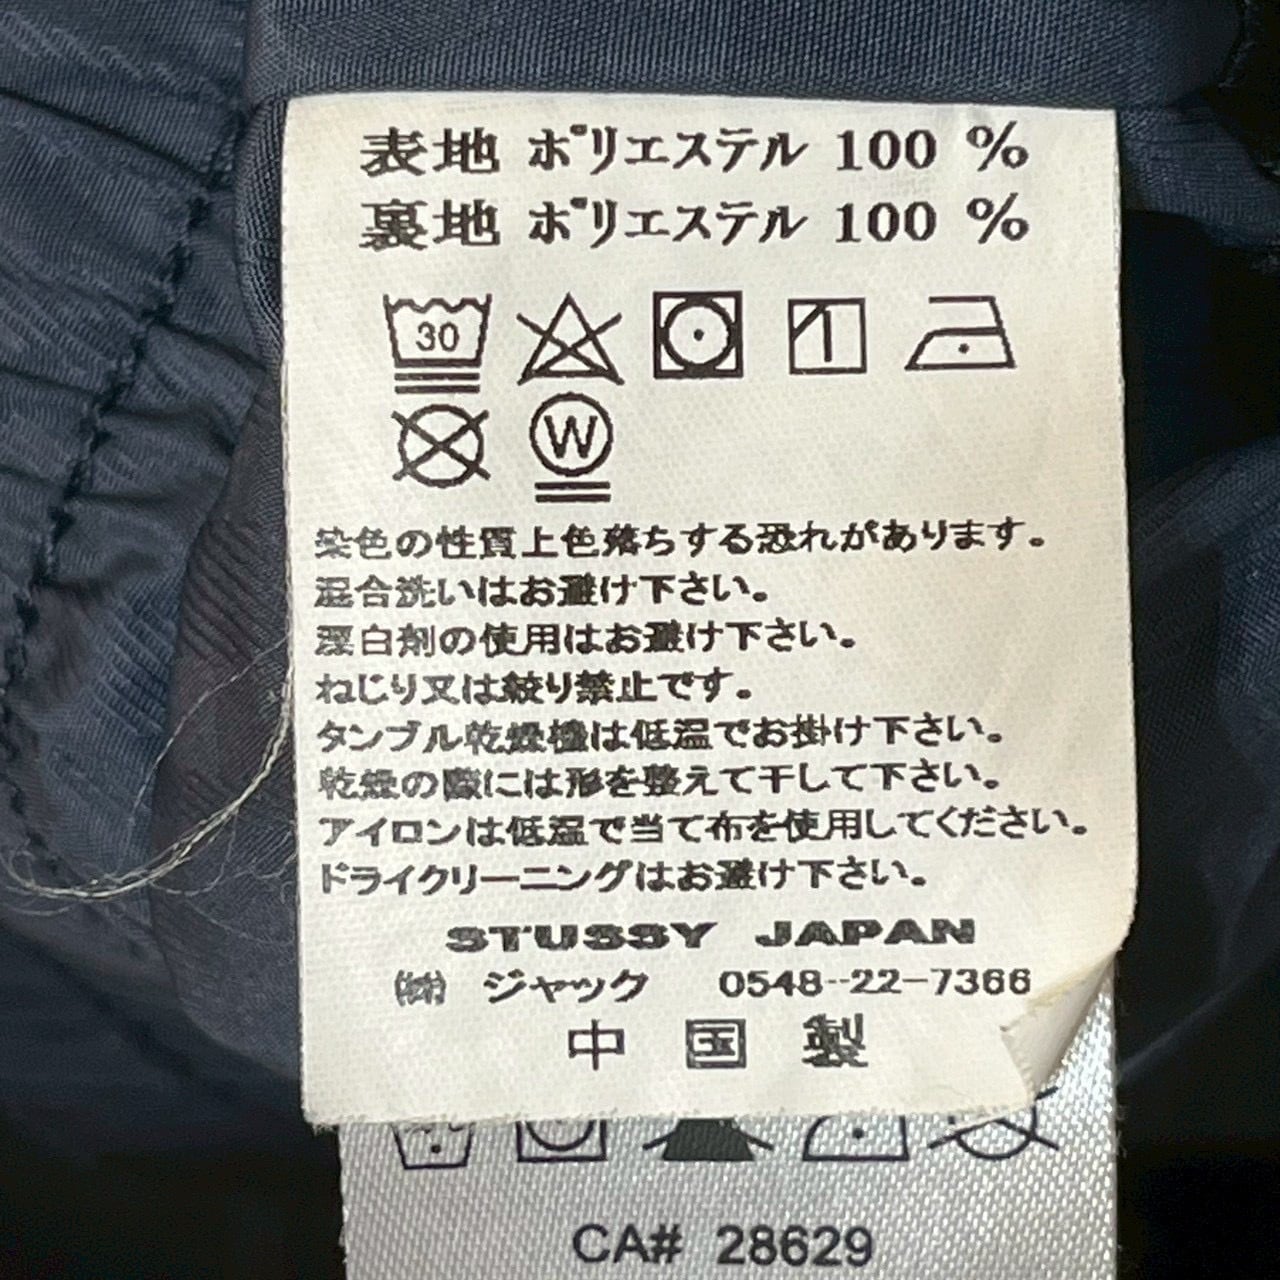 表地 ポリエステル 100 %
裏地 ポリエステル 100 %
30
W
染色の性質上色落ちする恐れがあります。
混合洗いはお避け下さい。
漂白剤の使用はお避け下さい。
ねじり又は絞り禁止です。
タンブル乾燥機は低温でお掛け下さい。
乾燥の際には形を整えて干して下さい。
アイロンは低温で当て布を使用してください。
ドライクリーニングはお避け下さい。
STUSSY JAPAN
㈱ ジャック 0548-22-7366
中 国 製
CA# 28629